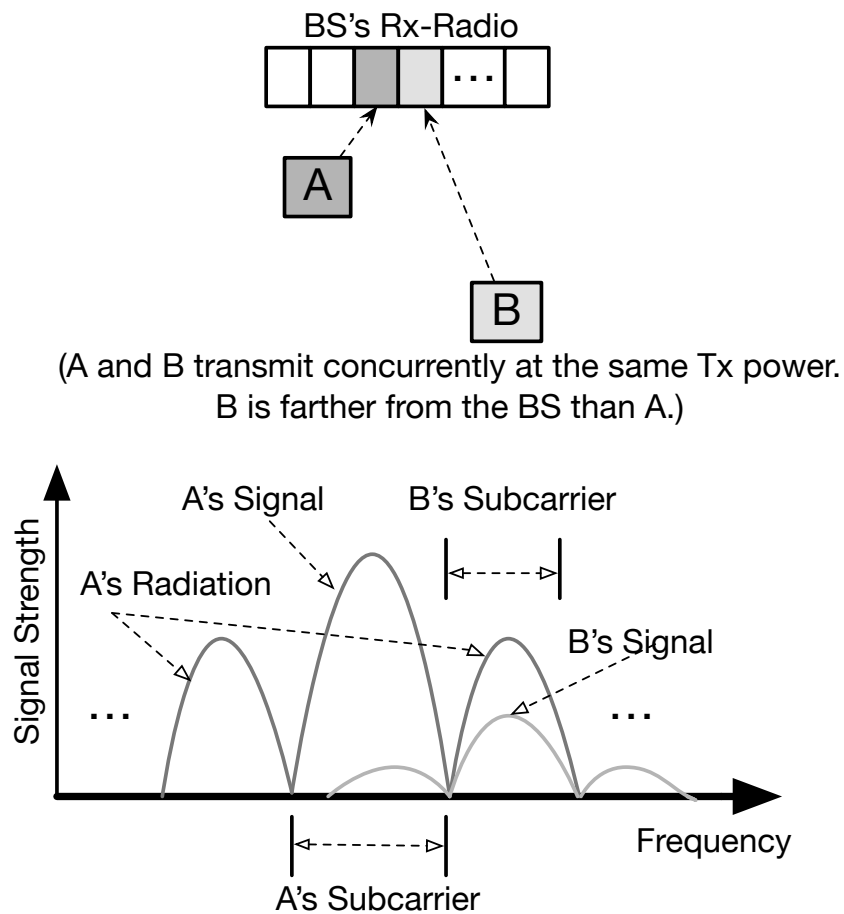 BS's Rx-Radio
...
A
B
(A and B transmit concurrently at the same Tx power.
B is farther from the BS than A.)
A's Signal
B's Subcarrier
A's Radiation
B's Signal
Signal Strength
...
...
Frequency
A's Subcarrier